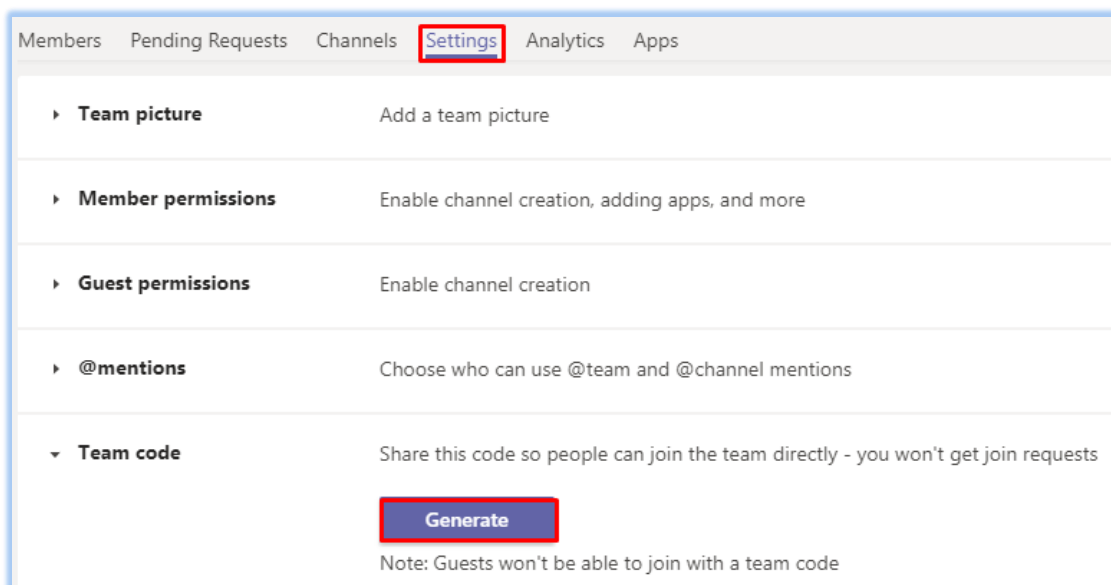 Members Pending Requests Channels Settings Analytics Apps
Team picture Add a team picture
Member permissions Enable channel creation, adding apps, and more
Guest permissions Enable channel creation
@mentions Choose who can use @team and @channel mentions
Team code Share this code so people can join the team directly - you won't get join requests
Generate
Note: Guests won't be able to join with a team code